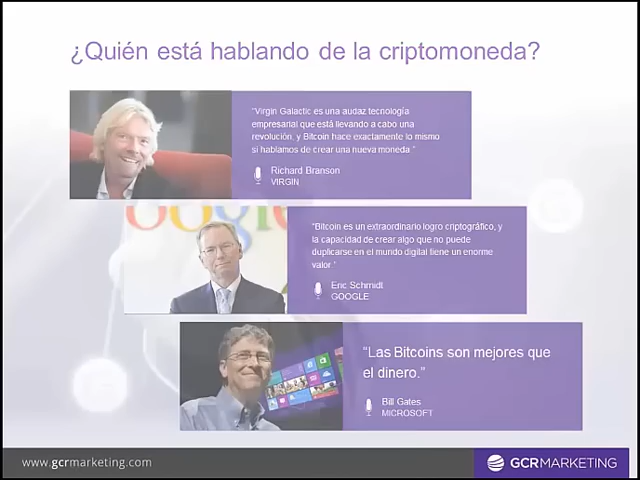 ¿Quién está hablando de la criptomoneda?
“Virgin Galactic es una audaz tecnología
empresarial que está llevando a cabo una
revolución, y Bitcoin hace exactamente lo mismo
si hablamos de crear una nueva moneda.”
Richard Branson
VIRGIN
Google
“Bitcoin es un extraordinario logro criptográfico, y
la capacidad de crear algo que no puede
duplicarse en el mundo digital tiene un enorme
valor.”
Eric Schmidt
GOOGLE
“Las Bitcoins son mejores que
el dinero.”
Bill Gates
MICROSOFT
www.gcrmarketing.com
GCRMARKETING